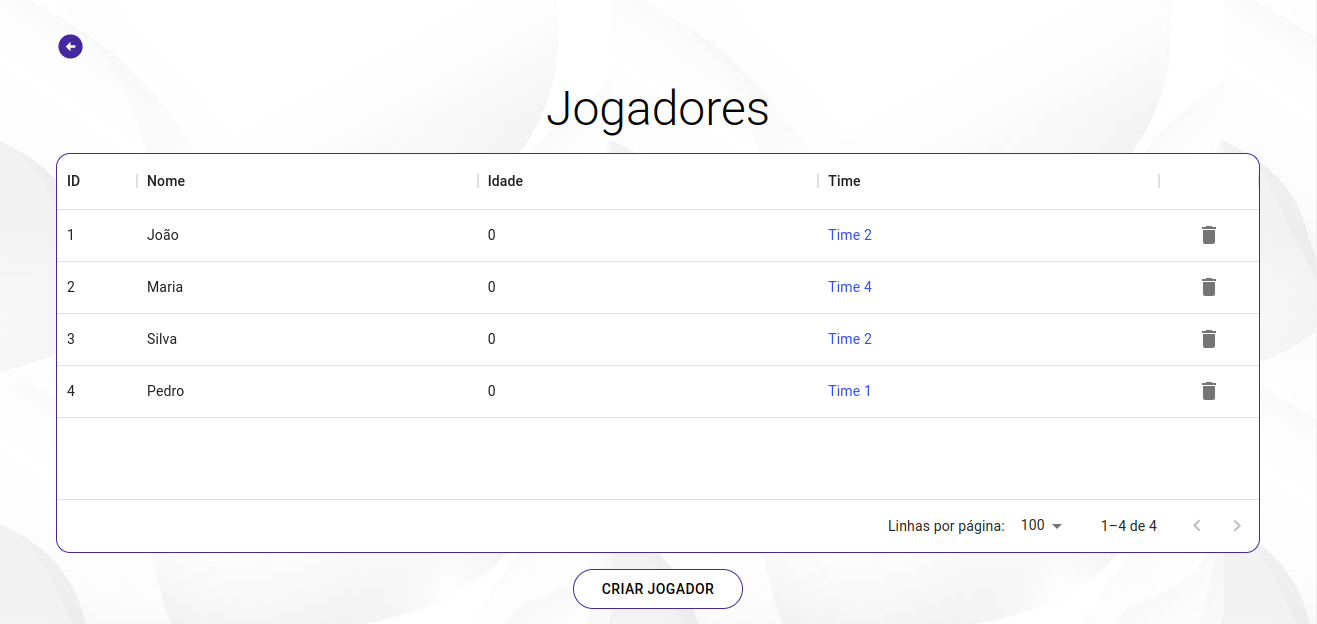 Jogadores
ID Nome Idade Time
1 João 0 Time 2
2 Maria 0 Time 4
3 Silva 0 Time 2
4 Pedro 0 Time 1
Linhas por página: 100 1–4 de 4
CRIAR JOGADOR